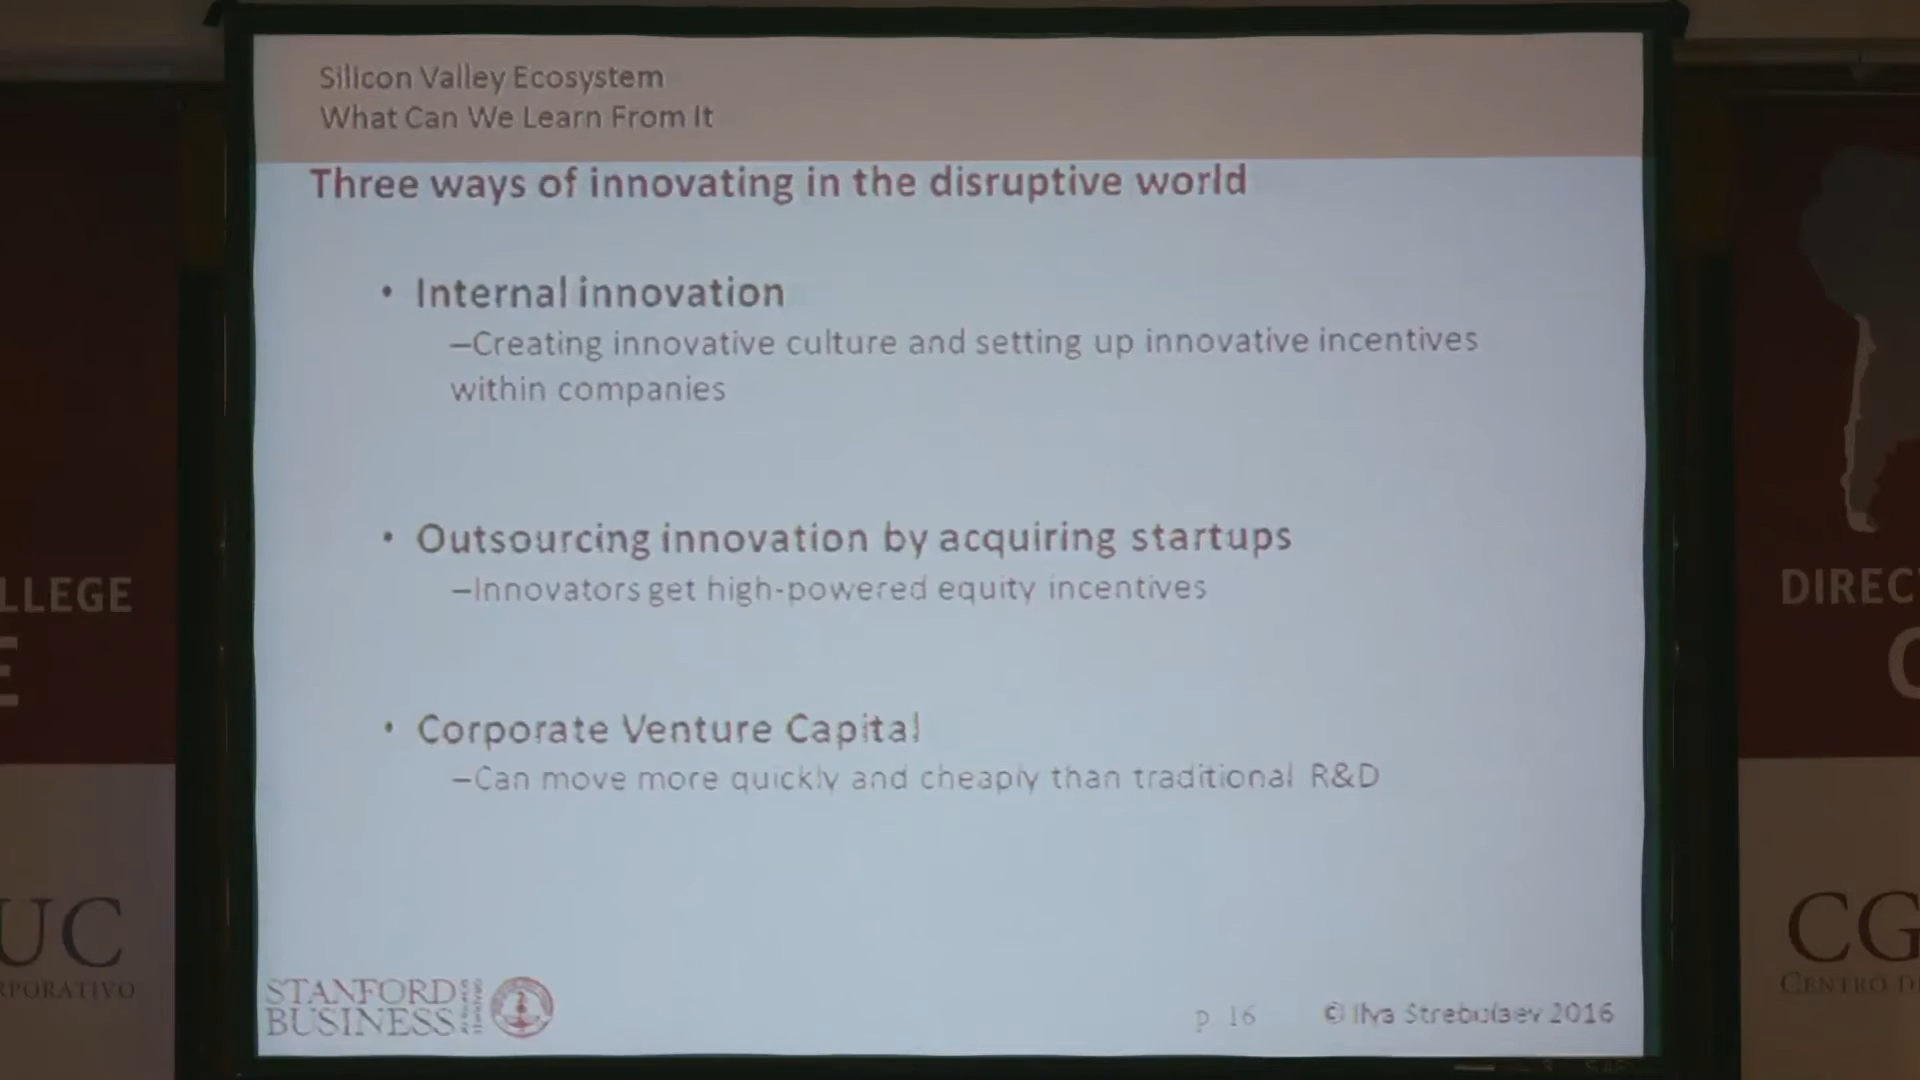 Silicon Valley Ecosystem
What Can We Learn From It
Three ways of innovating in the disruptive world
• Internal innovation
–Creating innovative culture and setting up innovative incentives
within companies
• Outsourcing innovation by acquiring startups
–Innovators get high-powered equity incentives
• Corporate Venture Capital
–Can move more quickly and cheaply than traditional R&D
STANFORD
BUSINESS
p 16
© Ilya Strebulaev 2016
LLEGE
E
UC
RPORATIVO
DIREC
C
CG
CENTRO D